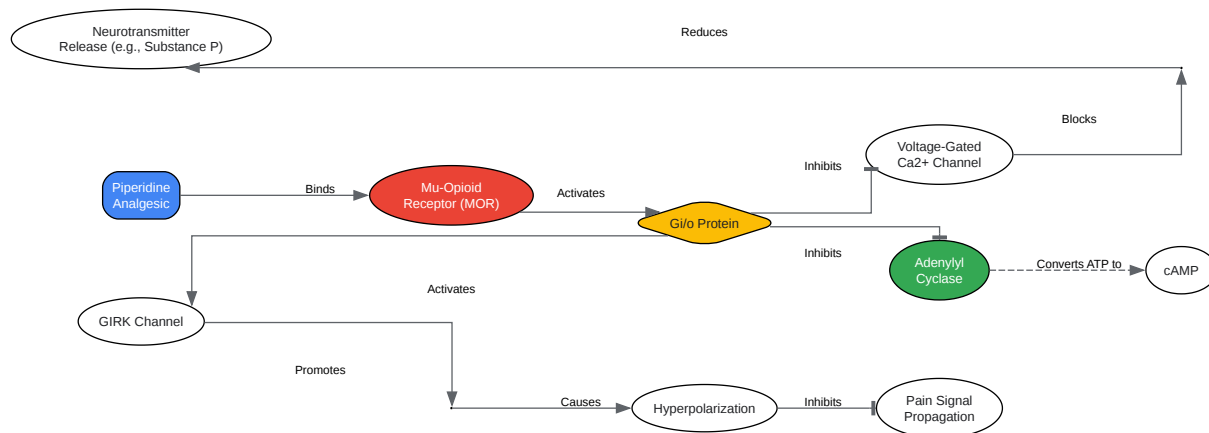 Neurotransmitter
Release (e.g., Substance P)
Reduces
Blocks
Voltage-Gated
Ca2+ Channel
Inhibits
Piperidine
Analgesic
Binds
Mu-Opioid
Receptor (MOR)
Activates
Gi/o Protein
Inhibits
Adenylyl
Cyclase
Converts ATP to
cAMP
Activates
GIRK Channel
Promotes
Causes
Hyperpolarization
Inhibits
Pain Signal
Propagation